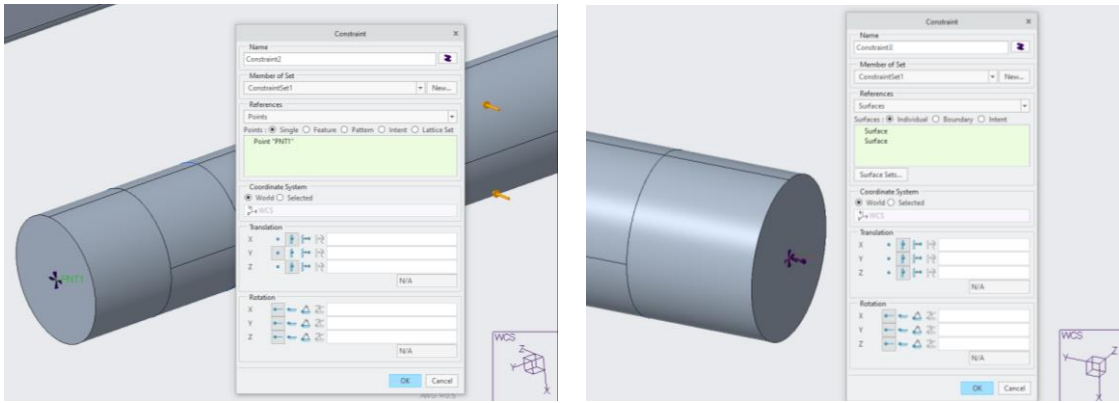 Constraint
Name
Constraint2
Member of Set
ConstraintSet1
New...
References
Points
Points : Single Feature Pattern Intent Lattice Set
Point "PNT1"
Coordinate System
World Selected
WCS
Translation
X
Y
Z
N/A
Rotation
X
Y
Z
N/A
OK Cancel
PNT1
WCS
Z
Y
X
Constraint
Name
Constraint3
Member of Set
ConstraintSet1
New...
References
Surfaces
Surfaces : Individual Boundary Intent
Surface
Surface
Surface Sets...
Coordinate System
World Selected
WCS
Translation
X
Y
Z
N/A
Rotation
X
Y
Z
N/A
OK Cancel
WCS
Y
Z
X